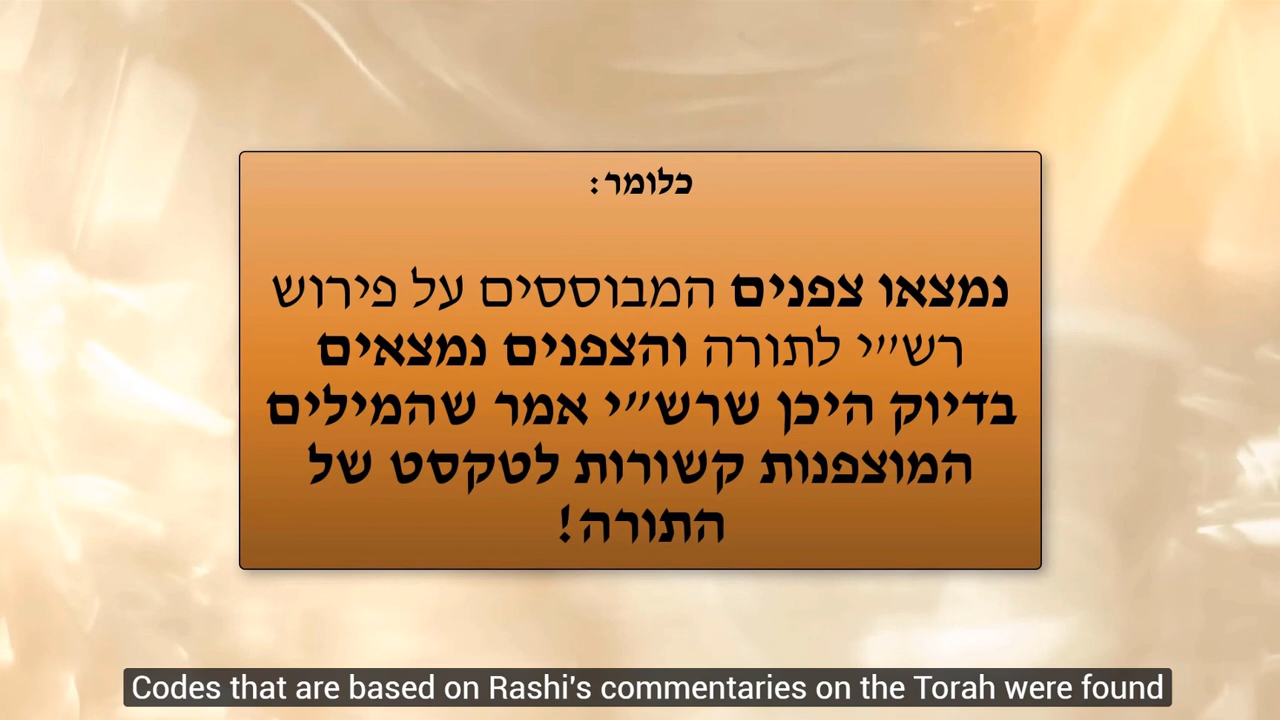 כלומר:
נמצאו צפנים המבוססים על פירוש
רש״י לתורה והצפנים נמצאים
בדיוק היכן שרש״י אמר שהמילים
המוצפנות קשורות לטקסט של
התורה!
Codes that are based on Rashi's commentaries on the Torah were found